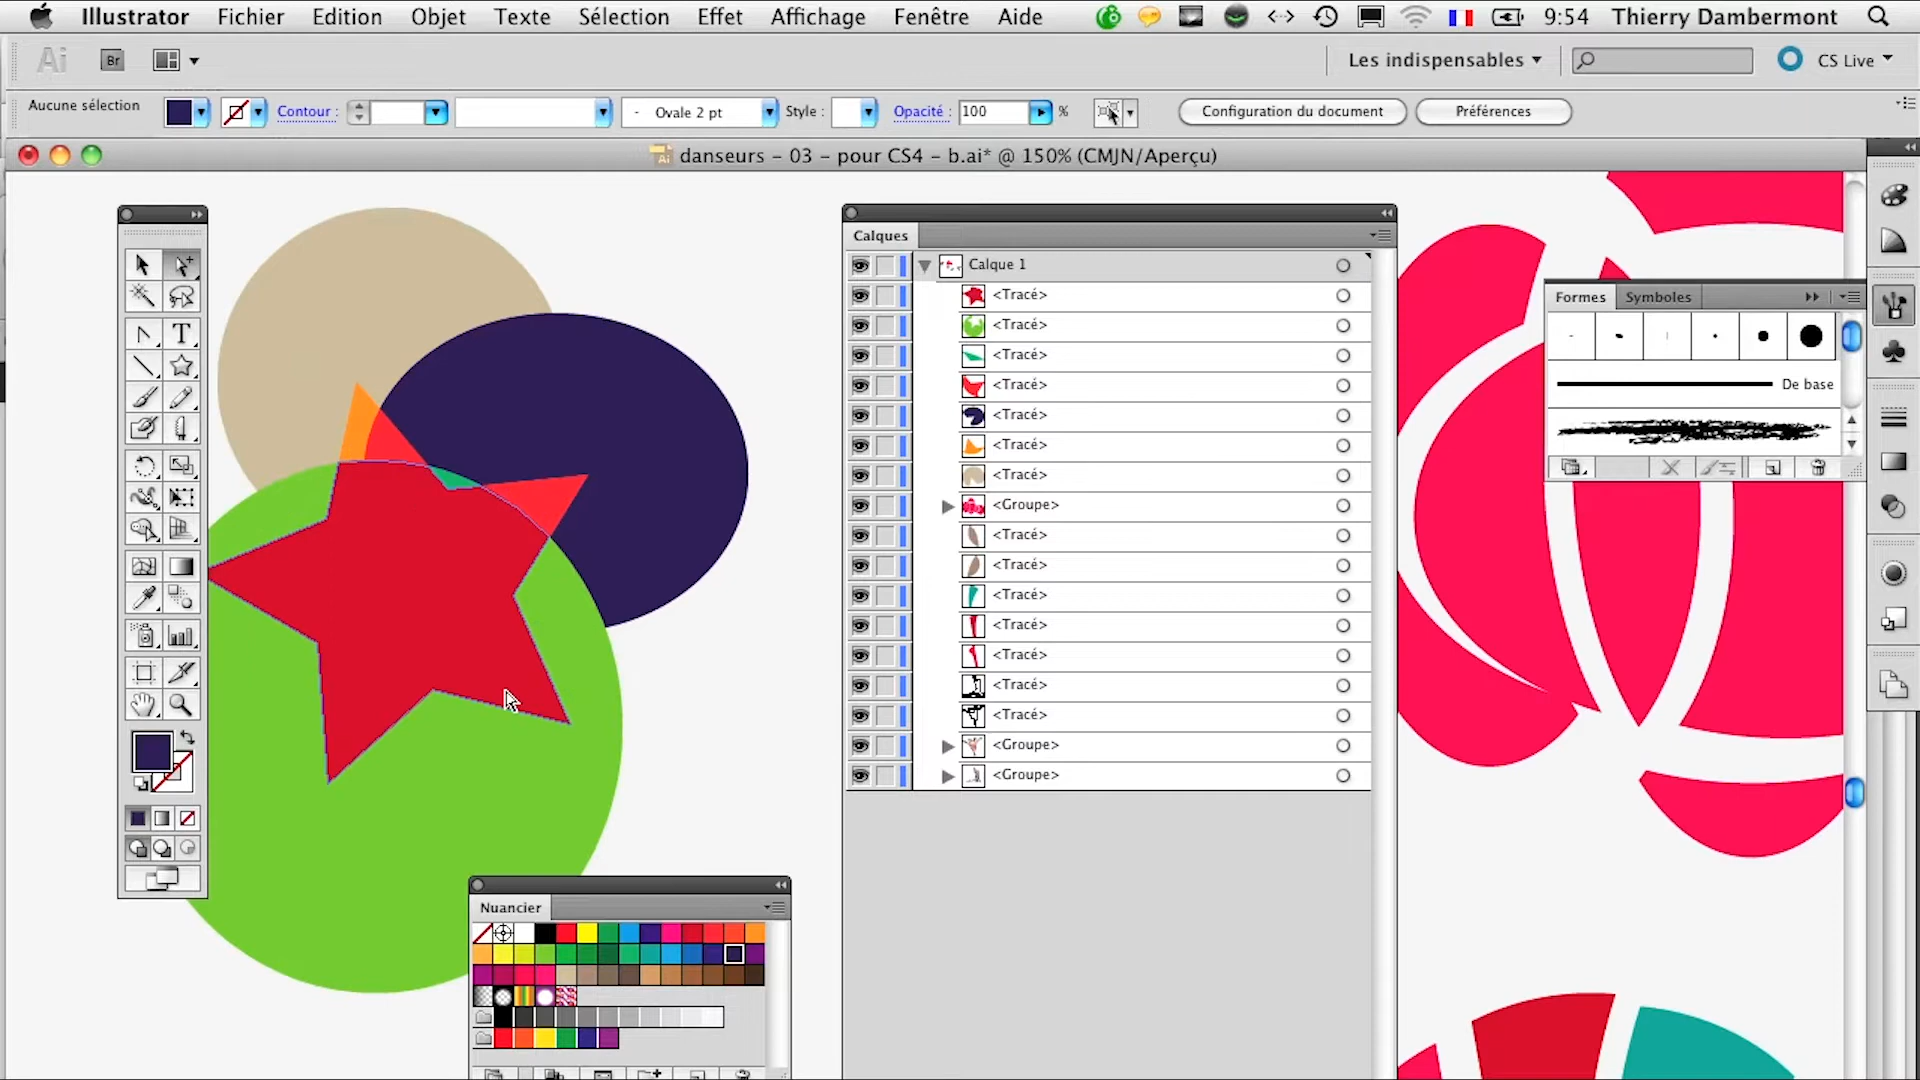 Illustrator Fichier Edition Objet Texte Sélection Effet Affichage Fenêtre Aide 9:54 Thierry Dambermont
Ai Br Les indispensables CS Live
Aucune sélection Contour : - Ovale 2 pt Style : Opacité : 100 % Configuration du document Préférences
danseurs – 03 – pour CS4 – b.ai* @ 150% (CMJN/Aperçu)
Calques
Calque 1
<Tracé>
<Tracé>
<Tracé>
<Tracé>
<Tracé>
<Tracé>
<Tracé>
<Groupe>
<Tracé>
<Tracé>
<Tracé>
<Tracé>
<Tracé>
<Tracé>
<Tracé>
<Groupe>
<Groupe>
Formes Symboles
De base
T
Nuancier